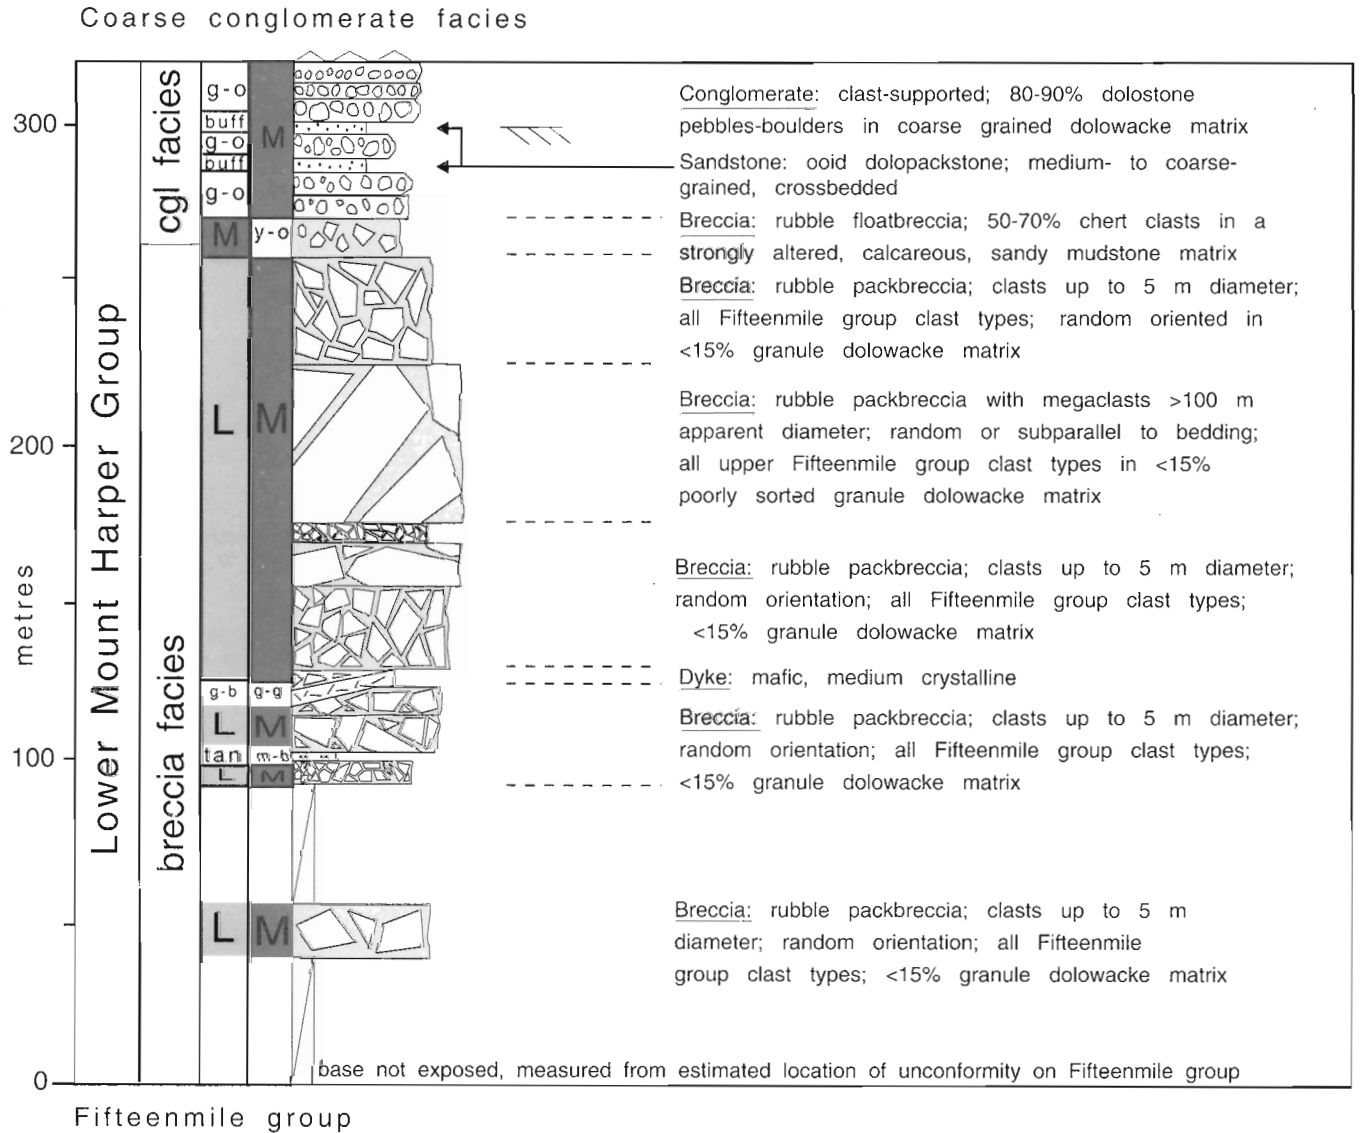 Coarse conglomerate facies
300
200
metres
100
0
Lower Mount Harper Group
cgl facies
breccia facies
g-o
buff
g-o
buff
g-o
M
M
y-o
L
M
g-b
g-g
L
M
tan
m-b
L
M
L
M
Conglomerate: clast-supported; 80-90% dolostone
pebbles-boulders in coarse grained dolowacke matrix
Sandstone: ooid dolopackstone; medium- to coarse-
grained, crossbedded
Breccia: rubble floatbreccia; 50-70% chert clasts in a
strongly altered, calcareous, sandy mudstone matrix
Breccia: rubble packbreccia; clasts up to 5 m diameter;
all Fifteenmile group clast types; random oriented in
<15% granule dolowacke matrix
Breccia: rubble packbreccia with megaclasts >100 m
apparent diameter; random or subparallel to bedding;
all upper Fifteenmile group clast types in <15%
poorly sorted granule dolowacke matrix
Breccia: rubble packbreccia; clasts up to 5 m diameter;
random orientation; all Fifteenmile group clast types;
<15% granule dolowacke matrix
Dyke: mafic, medium crystalline
Breccia: rubble packbreccia; clasts up to 5 m diameter;
random orientation; all Fifteenmile group clast types;
<15% granule dolowacke matrix
Breccia: rubble packbreccia; clasts up to 5 m
diameter; random orientation; all Fifteenmile
group clast types; <15% granule dolowacke matrix
base not exposed, measured from estimated location of unconformity on Fifteenmile group
Fifteenmile group